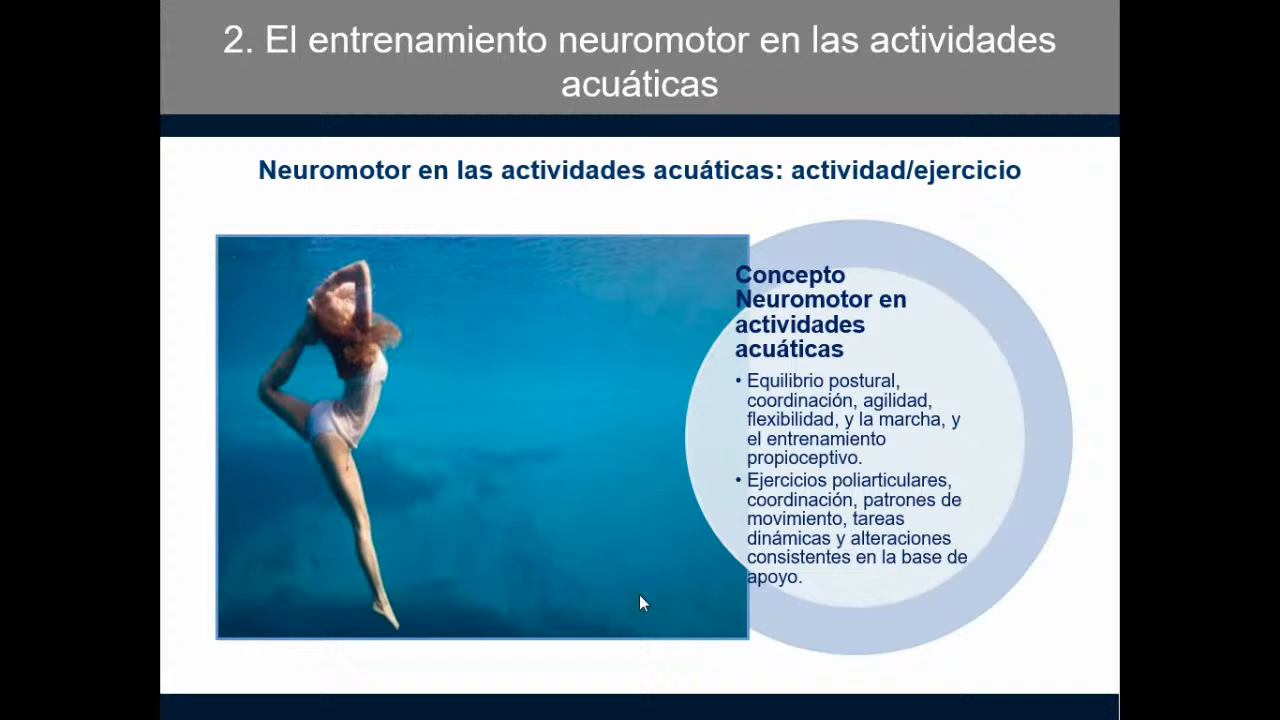 2. El entrenamiento neuromotor en las actividades
acuáticas
Neuromotor en las actividades acuáticas: actividad/ejercicio
Concepto
Neuromotor en
actividades
acuáticas
• Equilibrio postural,
coordinación, agilidad,
flexibilidad, y la marcha, y
el entrenamiento
propioceptivo.
• Ejercicios poliarticulares,
coordinación, patrones de
movimiento, tareas
dinámicas y alteraciones
consistentes en la base de
apoyo.